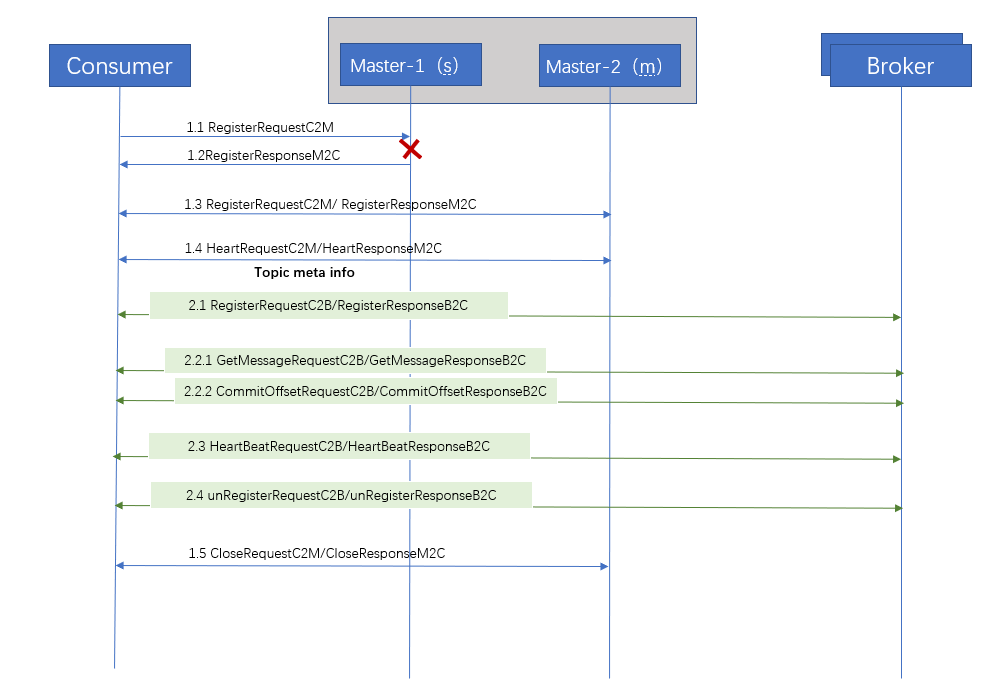 Consumer
Master-1（s）
Master-2（m）
Broker
1.1 RegisterRequestC2M
1.2RegisterResponseM2C
1.3 RegisterRequestC2M/ RegisterResponseM2C
1.4 HeartRequestC2M/HeartResponseM2C
Topic meta info
2.1 RegisterRequestC2B/RegisterResponseB2C
2.2.1 GetMessageRequestC2B/GetMessageResponseB2C
2.2.2 CommitOffsetRequestC2B/CommitOffsetResponseB2C
2.3 HeartBeatRequestC2B/HeartBeatResponseB2C
2.4 unRegisterRequestC2B/unRegisterResponseB2C
1.5 CloseRequestC2M/CloseResponseM2C